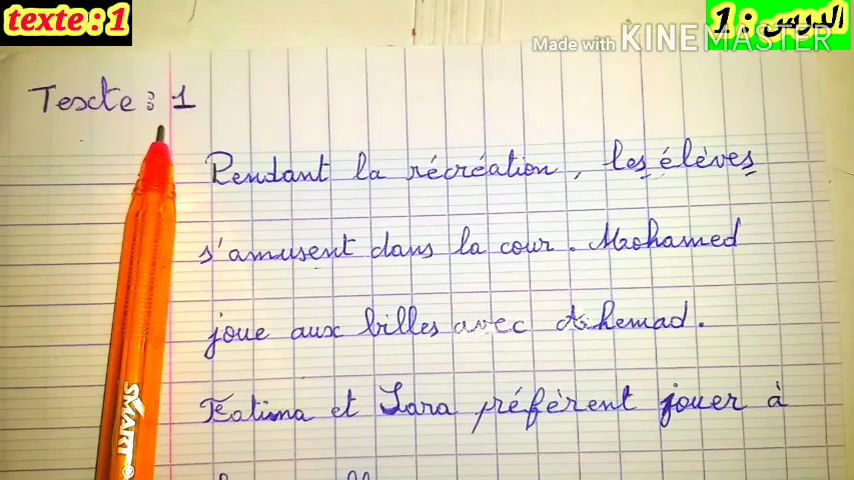 texte : 1
الدرس : 1
Made with KINEMASTER
Texte : 1
Pendant la récréation, les élèves
s'amusent dans la cour. Mohamed
joue aux billes avec Ahemad.
Fatima et Sara préfèrent jouer à
SMART